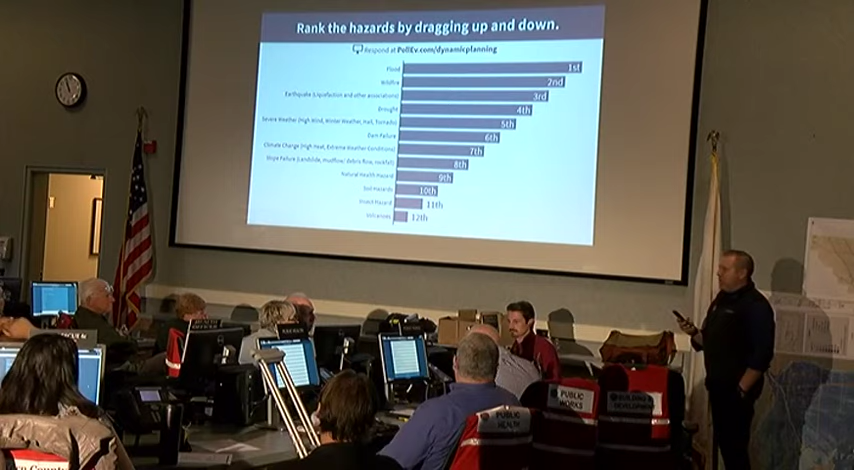 Rank the hazards by dragging up and down.
Respond at PollEv.com/dynamicplanning
Flood 1st
Wildfire 2nd
Earthquake (Liquefaction and other associations) 3rd
Drought 4th
Severe Weather (High Wind, Winter Weather, Hail, Tornado) 5th
Dam Failure 6th
Climate Change (High Heat, Extreme Weather Conditions) 7th
Slope Failure (Landslide, mudflow/ debris flow, rockfall) 8th
Natural Health Hazard 9th
Soil Hazards 10th
Insect Hazard 11th
Volcanoes 12th
PUBLIC
WORKS
BUILDING &
DEVELOPMENT
PUBLIC
HEALTH
County